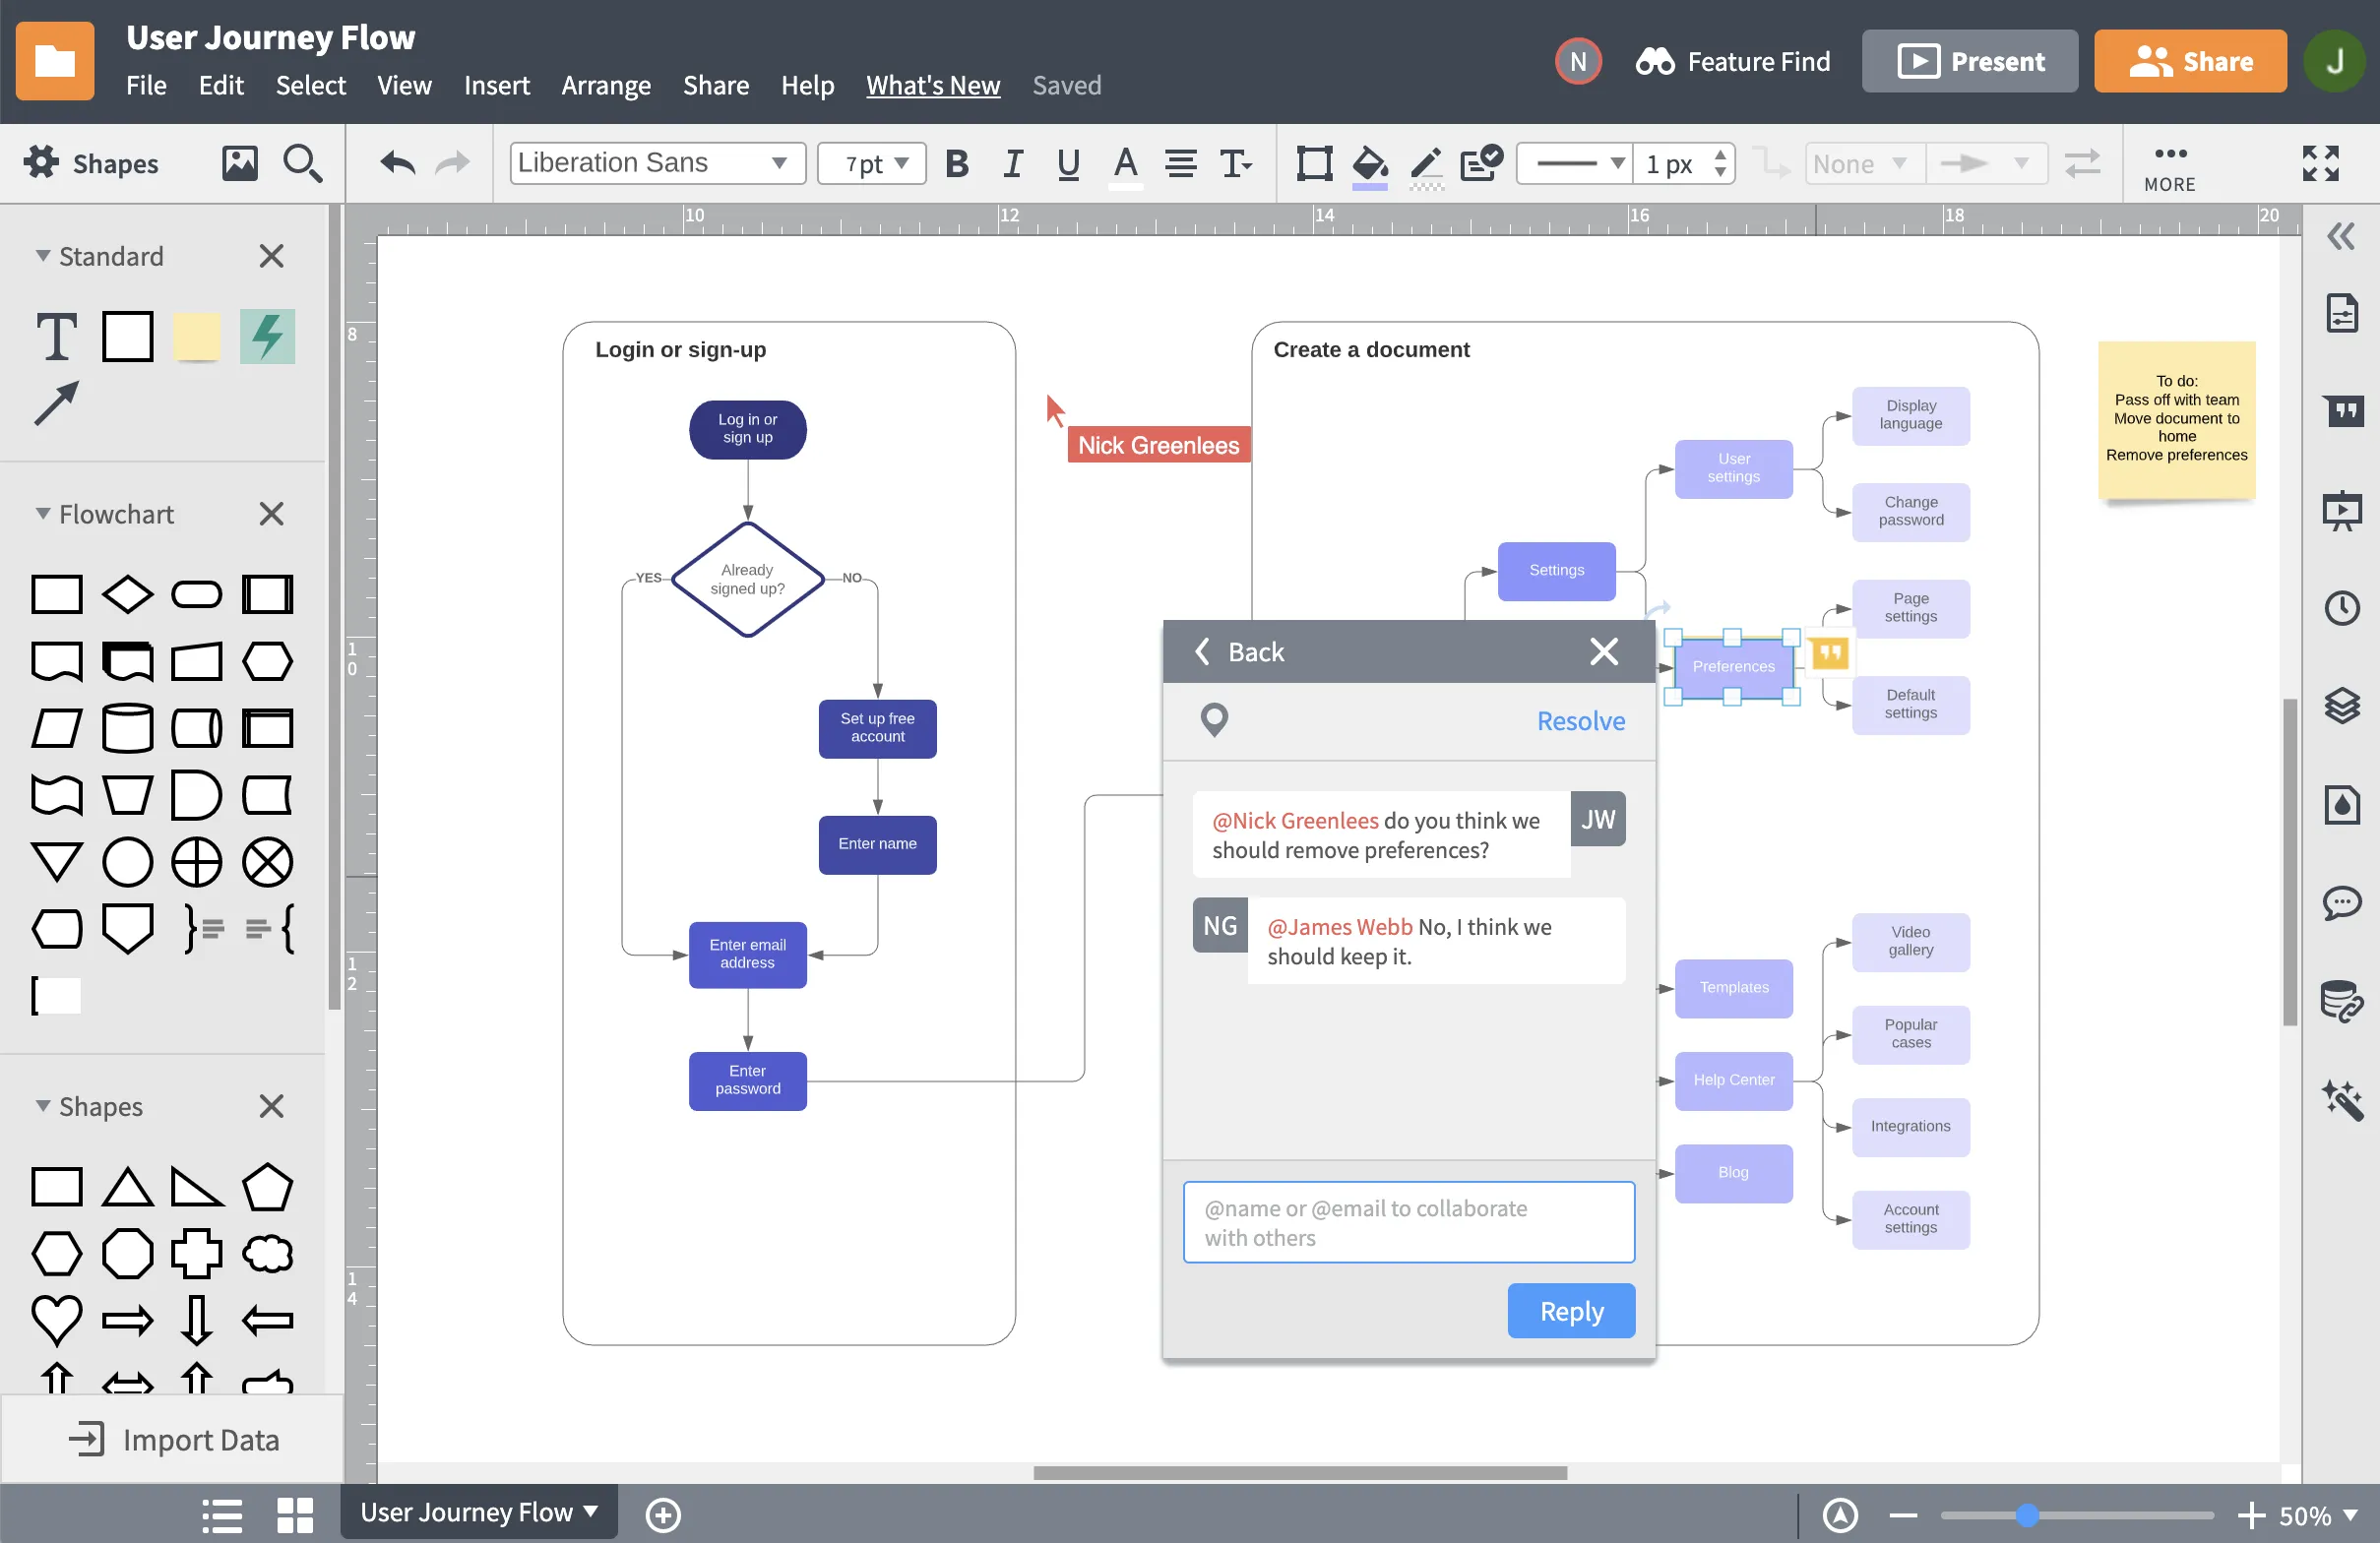 User Journey Flow
File Edit Select View Insert Arrange Share Help What's New Saved
N
Feature Find
Present
Share
J
Shapes
Liberation Sans
7pt
B
I
U
A
T
1 px
None
MORE
10
12
14
16
18
20
8
10
12
14
Standard
T
Flowchart
Shapes
Import Data
Login or sign-up
Log in or
sign up
Already
signed up?
YES
NO
Set up free
account
Enter name
Enter email
address
Enter
password
Nick Greenlees
Create a document
Settings
User
settings
Display
language
Change
password
Preferences
Page
settings
Default
settings
Templates
Help Center
Blog
Video
gallery
Popular
cases
Integrations
Account
settings
To do:
Pass off with team
Move document to
home
Remove preferences
Back
Resolve
@Nick Greenlees do you think we
should remove preferences?
JW
NG
@James Webb No, I think we
should keep it.
@name or @email to collaborate
with others
Reply
User Journey Flow
50%